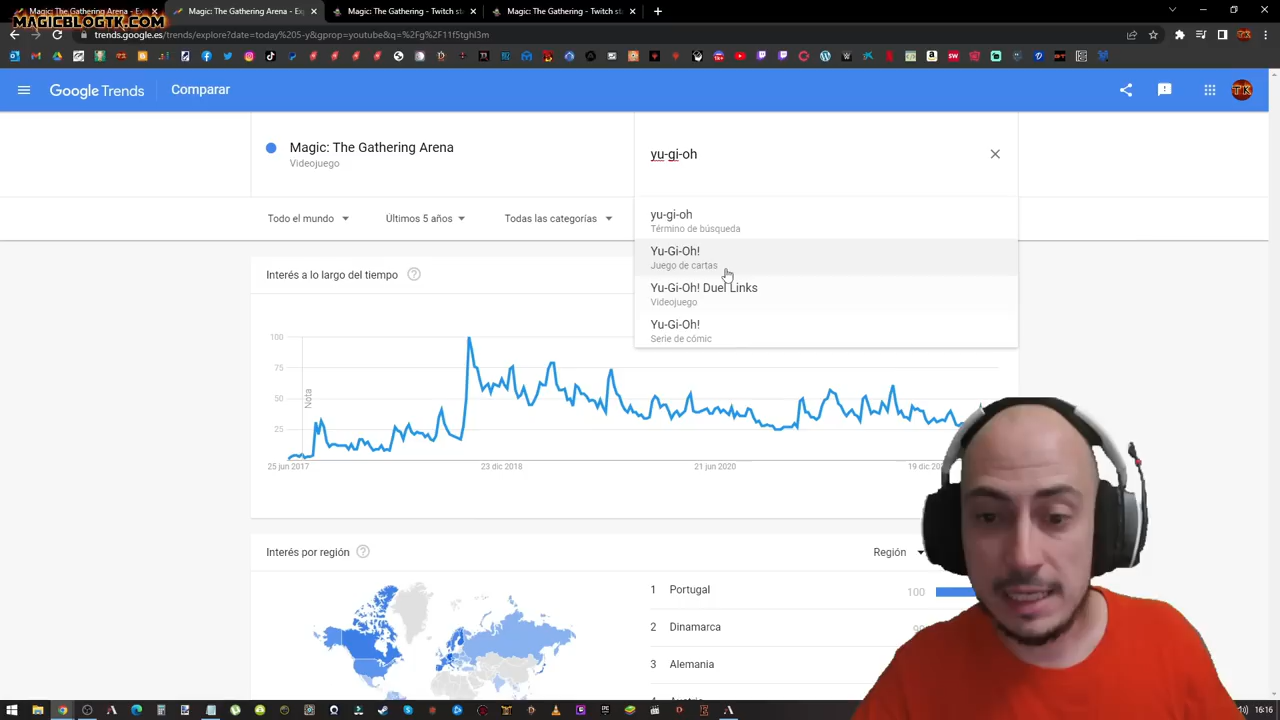 Magic: The Gathering Arena - Ex
Magic: The Gathering Arena - Exp
Magic: The Gathering - Twitch sta
Magic: The Gathering - Twitch sta
MAGICBLOGTK.COM
trends.google.es/trends/explore?date=today%205-y&gprop=youtube&q=%2Fg%2F11f5tghl3m
Google Trends
Comparar
Magic: The Gathering Arena
Videojuego
yu-gi-oh
Todo el mundo
Últimos 5 años
Todas las categorías
yu-gi-oh
Término de búsqueda
Yu-Gi-Oh!
Juego de cartas
Yu-Gi-Oh! Duel Links
Videojuego
Yu-Gi-Oh!
Serie de cómic
Interés a lo largo del tiempo
100
75
50
25
Nota
25 jun 2017
23 dic 2018
21 jun 2020
19 dic
Interés por región
Región
1 Portugal 100
2 Dinamarca
3 Alemania
16:16